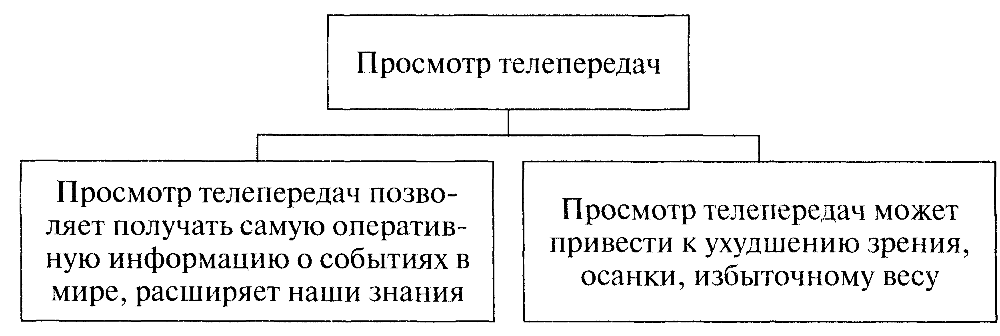 Просмотр телепередач
Просмотр телепередач позво-
ляет получать самую оператив-
ную информацию о событиях в
мире, расширяет наши знания
Просмотр телепередач может
привести к ухудшению зрения,
осанки, избыточному весу